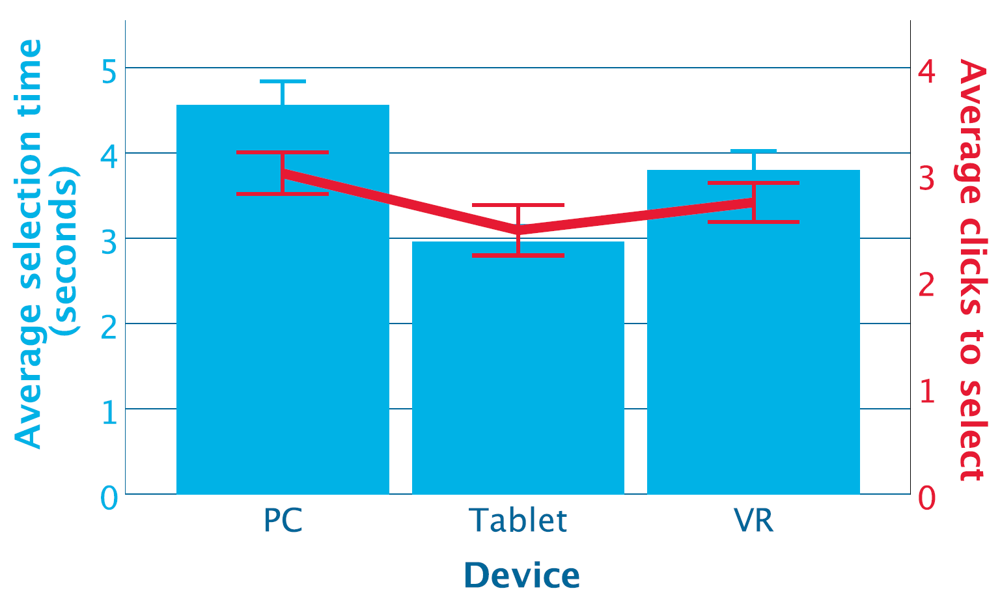 Average selection time
(seconds)
5
4
3
2
1
0
4
3
2
1
0
Average clicks to select
PC
Tablet
VR
Device